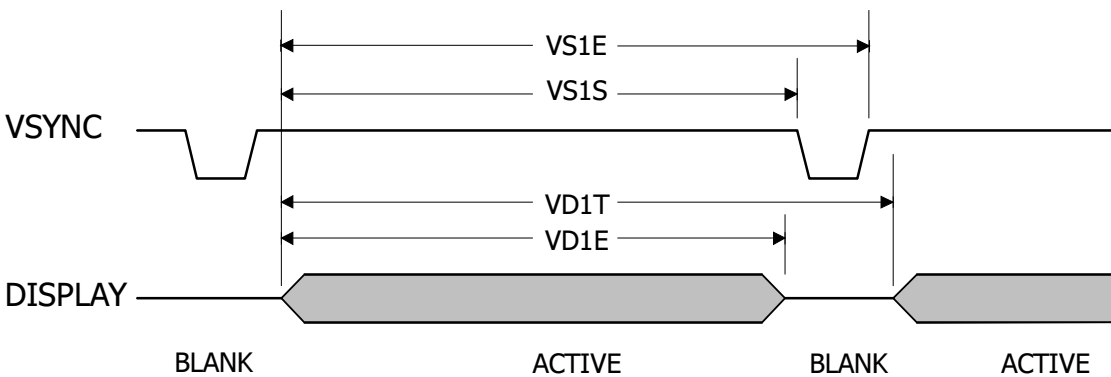 VS1E
VS1S
VSYNC
VD1T
VD1E
DISPLAY
BLANK ACTIVE BLANK ACTIVE